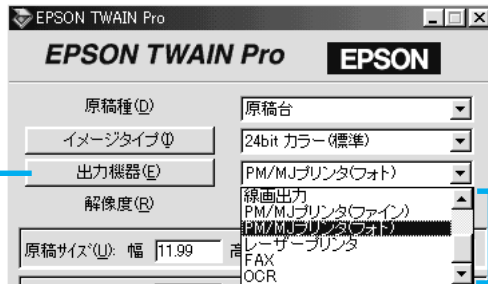 EPSON TWAIN Pro
EPSON TWAIN Pro EPSON
原稿種(D) 原稿台
イメージタイプ(I) 24bit カラー(標準)
出力機器(E) PM/MJプリンタ(フォト)
解像度(R) 線画出力
PM/MJプリンタ(ファイン)
PM/MJプリンタ(フォト)
レーザープリンタ
原稿サイズ(U): 幅 11.99 高
FAX
OCR